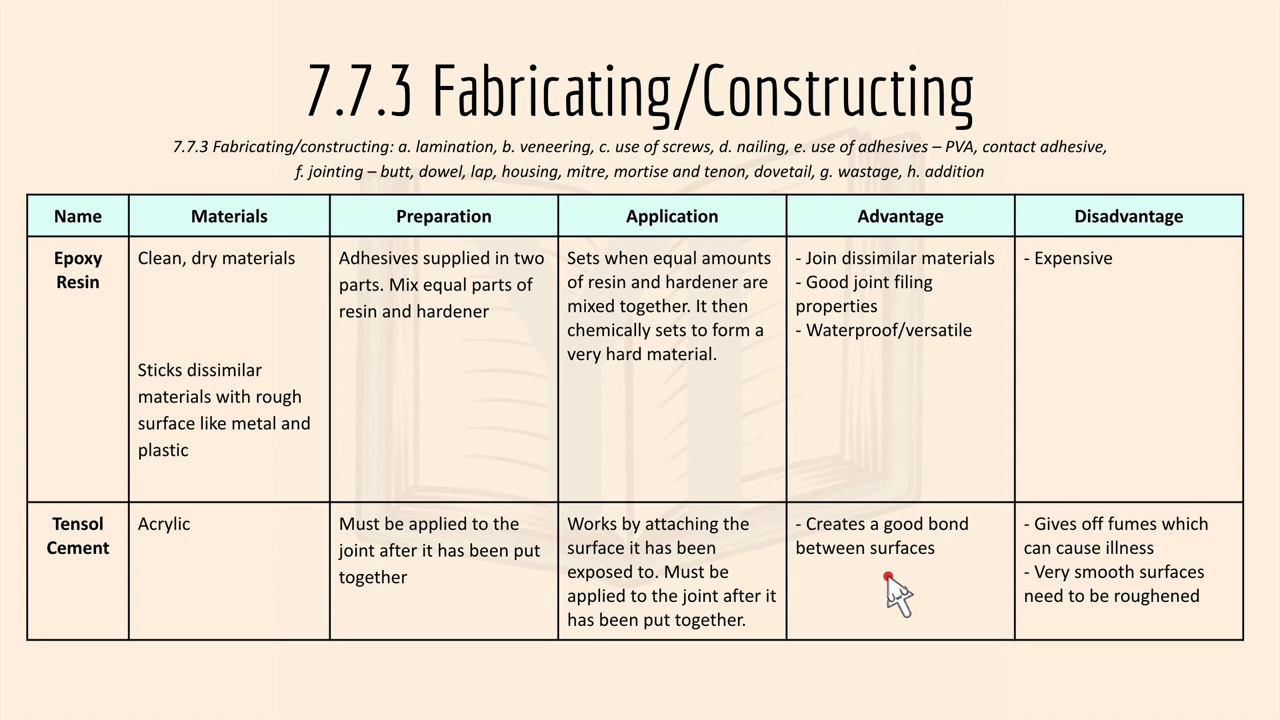 7.7.3 Fabricating/Constructing
7.7.3 Fabricating/constructing: a. lamination, b. veneering, c. use of screws, d. nailing, e. use of adhesives – PVA, contact adhesive,
f. jointing – butt, dowel, lap, housing, mitre, mortise and tenon, dovetail, g. wastage, h. addition
Name
Materials
Preparation
Application
Advantage
Disadvantage
Epoxy
Resin
Clean, dry materials
Sticks dissimilar
materials with rough
surface like metal and
plastic
Adhesives supplied in two
parts. Mix equal parts of
resin and hardener
Sets when equal amounts
of resin and hardener are
mixed together. It then
chemically sets to form a
very hard material.
- Join dissimilar materials
- Good joint filing
properties
- Waterproof/versatile
- Expensive
Tensol
Cement
Acrylic
Must be applied to the
joint after it has been put
together
Works by attaching the
surface it has been
exposed to. Must be
applied to the joint after it
has been put together.
- Creates a good bond
between surfaces
- Gives off fumes which
can cause illness
- Very smooth surfaces
need to be roughened